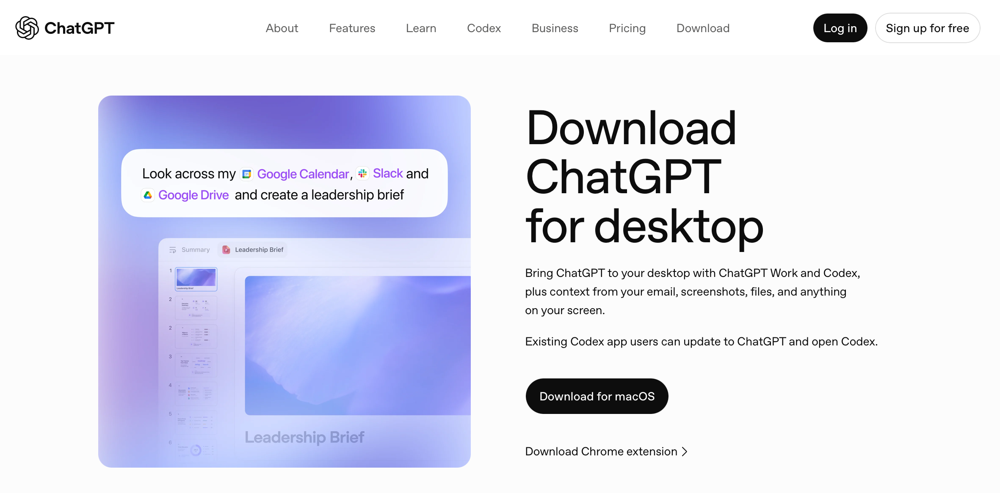 ChatGPT
About
Features
Learn
Codex
Business
Pricing
Download
Log in
Sign up for free
Look across my Google Calendar, Slack and
Google Drive and create a leadership brief
Summary
Leadership Brief
1
Leadership Brief
2
2
3
4
5
6
Leadership Brief
Download
ChatGPT
for desktop
Bring ChatGPT to your desktop with ChatGPT Work and Codex,
plus context from your email, screenshots, files, and anything
on your screen.
Existing Codex app users can update to ChatGPT and open Codex.
Download for macOS
Download Chrome extension